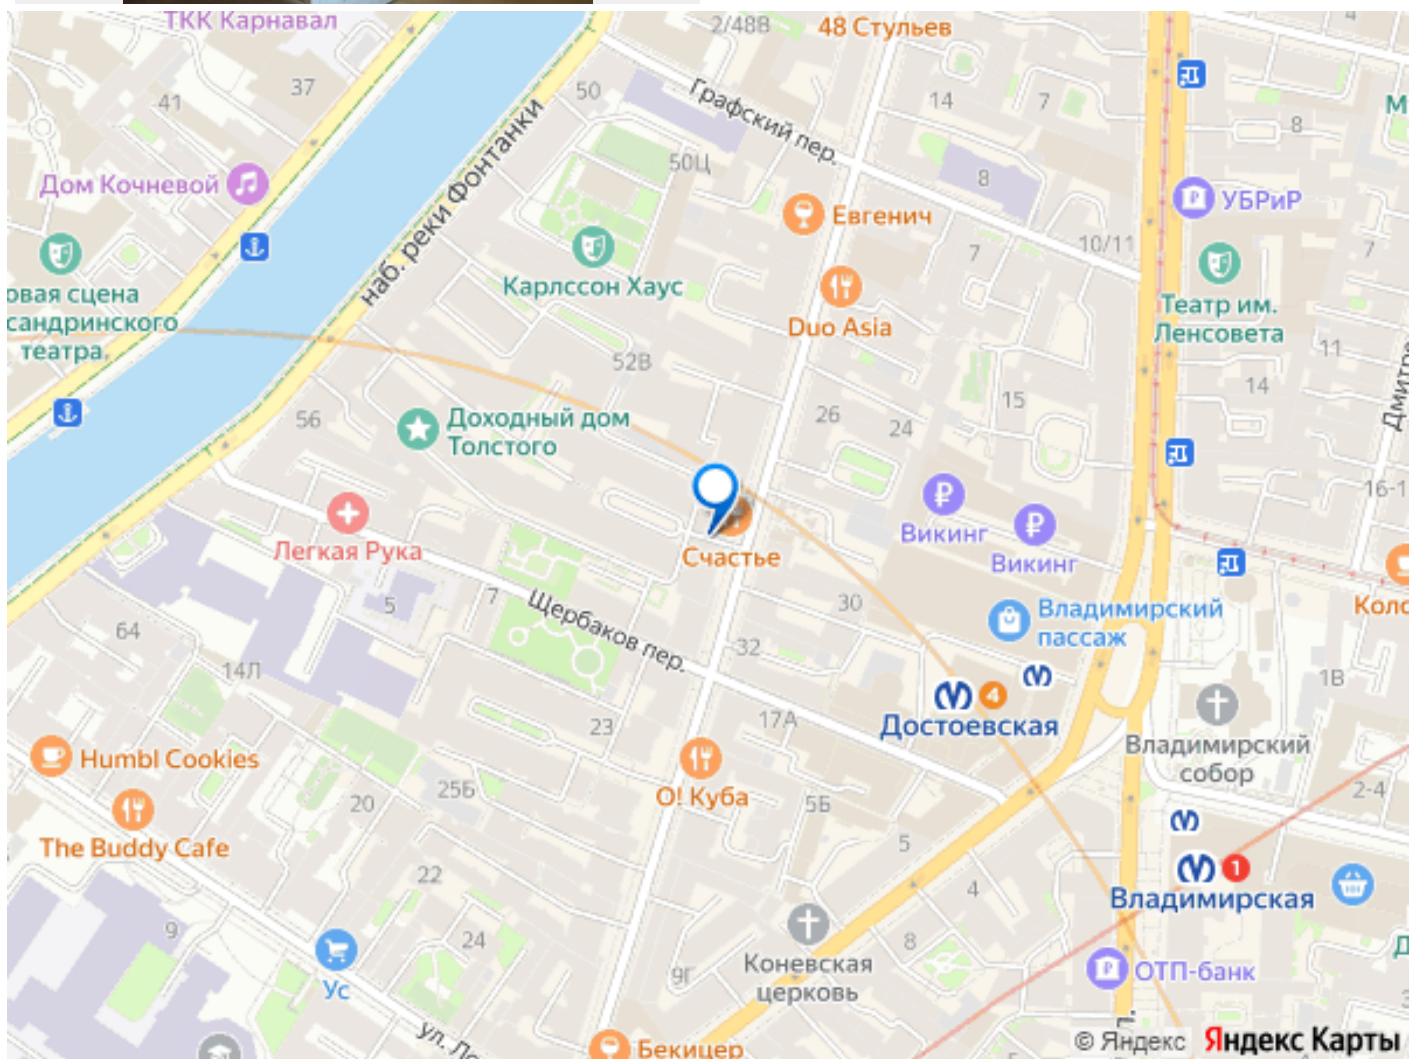 ТКК Карнавал
2/48В
48 Стульев
4
37
41
50
наб. реки Фонтанки
Графский пер.
14
7
8
50Ц
8
Дом Кочневой
Евгенич
УБРиР
10/11
7
7
Карлссон Хаус
овая сцена
сандринского
театра
Duo Asia
Театр им.
Ленсовета
11
52В
14
15
56
Доходный дом
Толстого
26
24
16-1
Викинг
Викинг
Легкая Рука
Счастье
5
7
Щербаков пер.
30
Владимирский
пассаж
64
14Л
32
1В
4
Достоевская
17А
23
Владимирский
собор
Humbl Cookies
О! Куба
25Б
20
5Б
2-4
The Buddy Cafe
5
22
1
Владимирская
4
9
24
8
Коневская
церковь
9Г
Ус
ОТП-банк
Бекицер
© Яндекс
Яндекс Карты